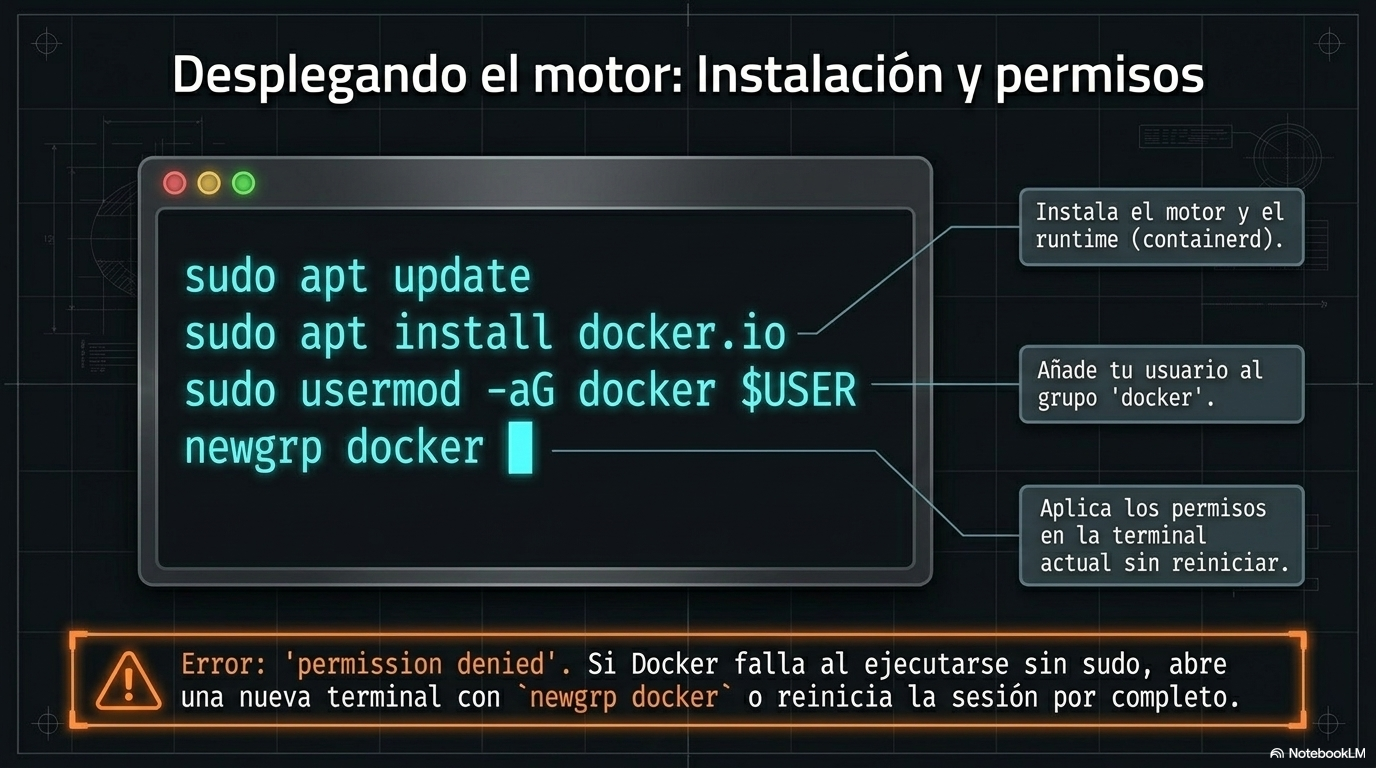 Desplegando el motor: Instalación y permisos
sudo apt update
sudo apt install docker.io
sudo usermod -aG docker $USER
newgrp docker
Instala el motor y el
runtime (containerd).
Añade tu usuario al
grupo 'docker'.
Aplica los permisos
en la terminal
actual sin reiniciar.
Error: 'permission denied'. Si Docker falla al ejecutarse sin sudo, abre
una nueva terminal con `newgrp docker` o reinicia la sesión por completo.
NotebookLM